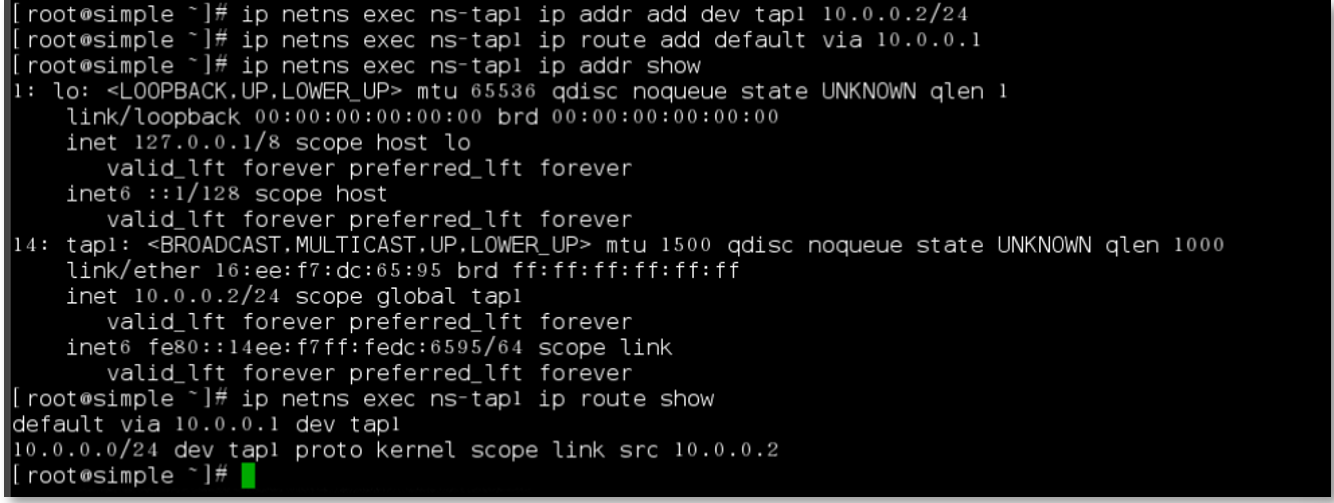 [root@simple ~]# ip netns exec ns-tap1 ip addr add dev tap1 10.0.0.2/24
[root@simple ~]# ip netns exec ns-tap1 ip route add default via 10.0.0.1
[root@simple ~]# ip netns exec ns-tap1 ip addr show
1: lo: <LOOPBACK,UP,LOWER_UP> mtu 65536 qdisc noqueue state UNKNOWN qlen 1
    link/loopback 00:00:00:00:00:00 brd 00:00:00:00:00:00
    inet 127.0.0.1/8 scope host lo
       valid_lft forever preferred_lft forever
    inet6 ::1/128 scope host
       valid_lft forever preferred_lft forever
14: tap1: <BROADCAST,MULTICAST,UP,LOWER_UP> mtu 1500 qdisc noqueue state UNKNOWN qlen 1000
    link/ether 16:ee:f7:dc:65:95 brd ff:ff:ff:ff:ff:ff
    inet 10.0.0.2/24 scope global tap1
       valid_lft forever preferred_lft forever
    inet6 fe80::14ee:f7ff:fedc:6595/64 scope link
       valid_lft forever preferred_lft forever
[root@simple ~]# ip netns exec ns-tap1 ip route show
default via 10.0.0.1 dev tap1
10.0.0.0/24 dev tap1 proto kernel scope link src 10.0.0.2
[root@simple ~]#